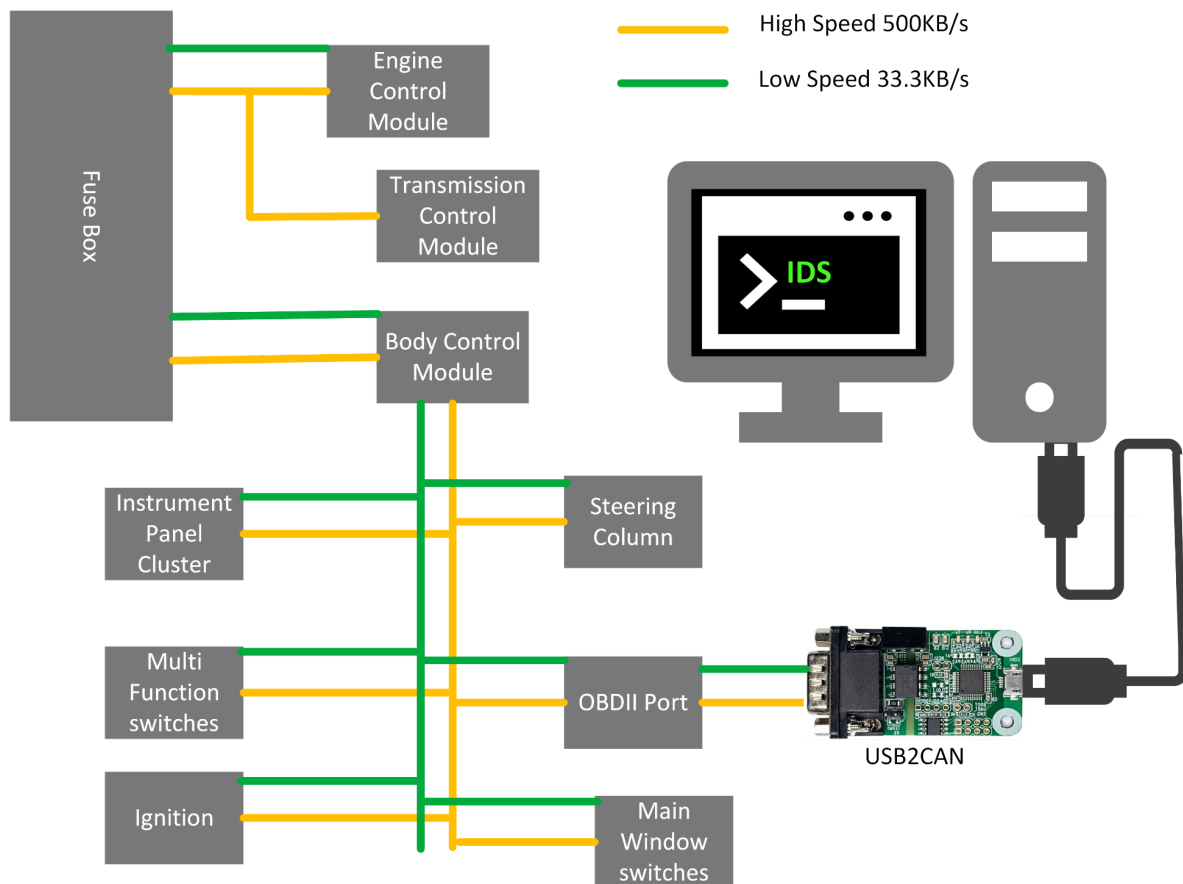 High Speed 500KB/s
Low Speed 33.3KB/s
Engine
Control
Module
Fuse Box
Transmission
Control
Module
IDS
Body Control
Module
Instrument
Panel
Cluster
Steering
Column
Multi
Function
switches
OBDII Port
USB2CAN
Ignition
Main
Window
switches